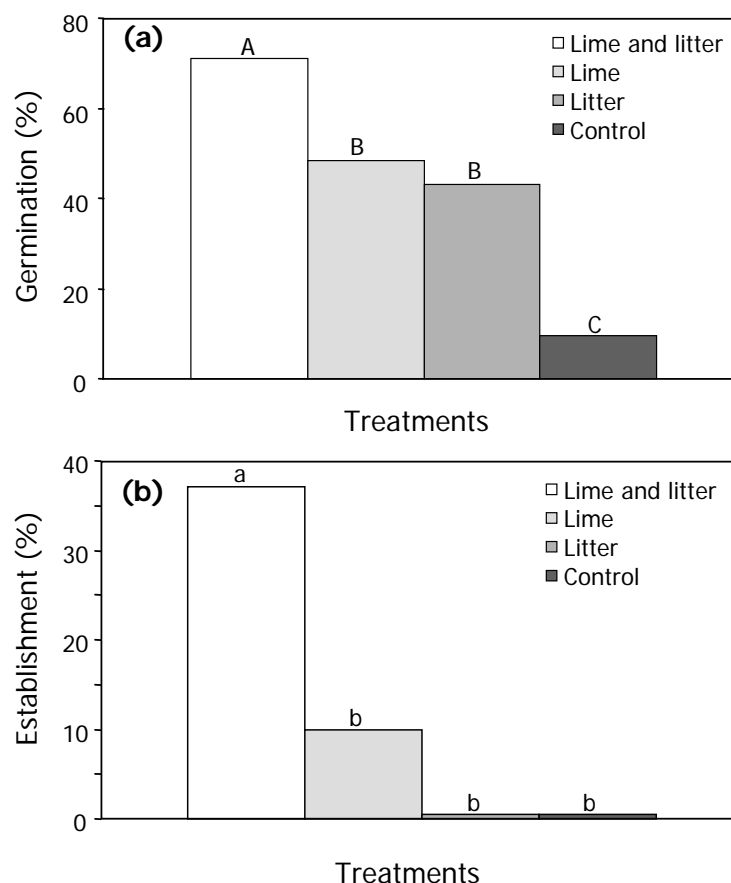 80
(a)
A
Lime and litter
Lime
Litter
Control
60
B
B
40
20
C
0
Germination (%)
Treatments
40
(b)
a
Lime and litter
Lime
Litter
Control
30
20
10
b
b
b
0
Establishment (%)
Treatments